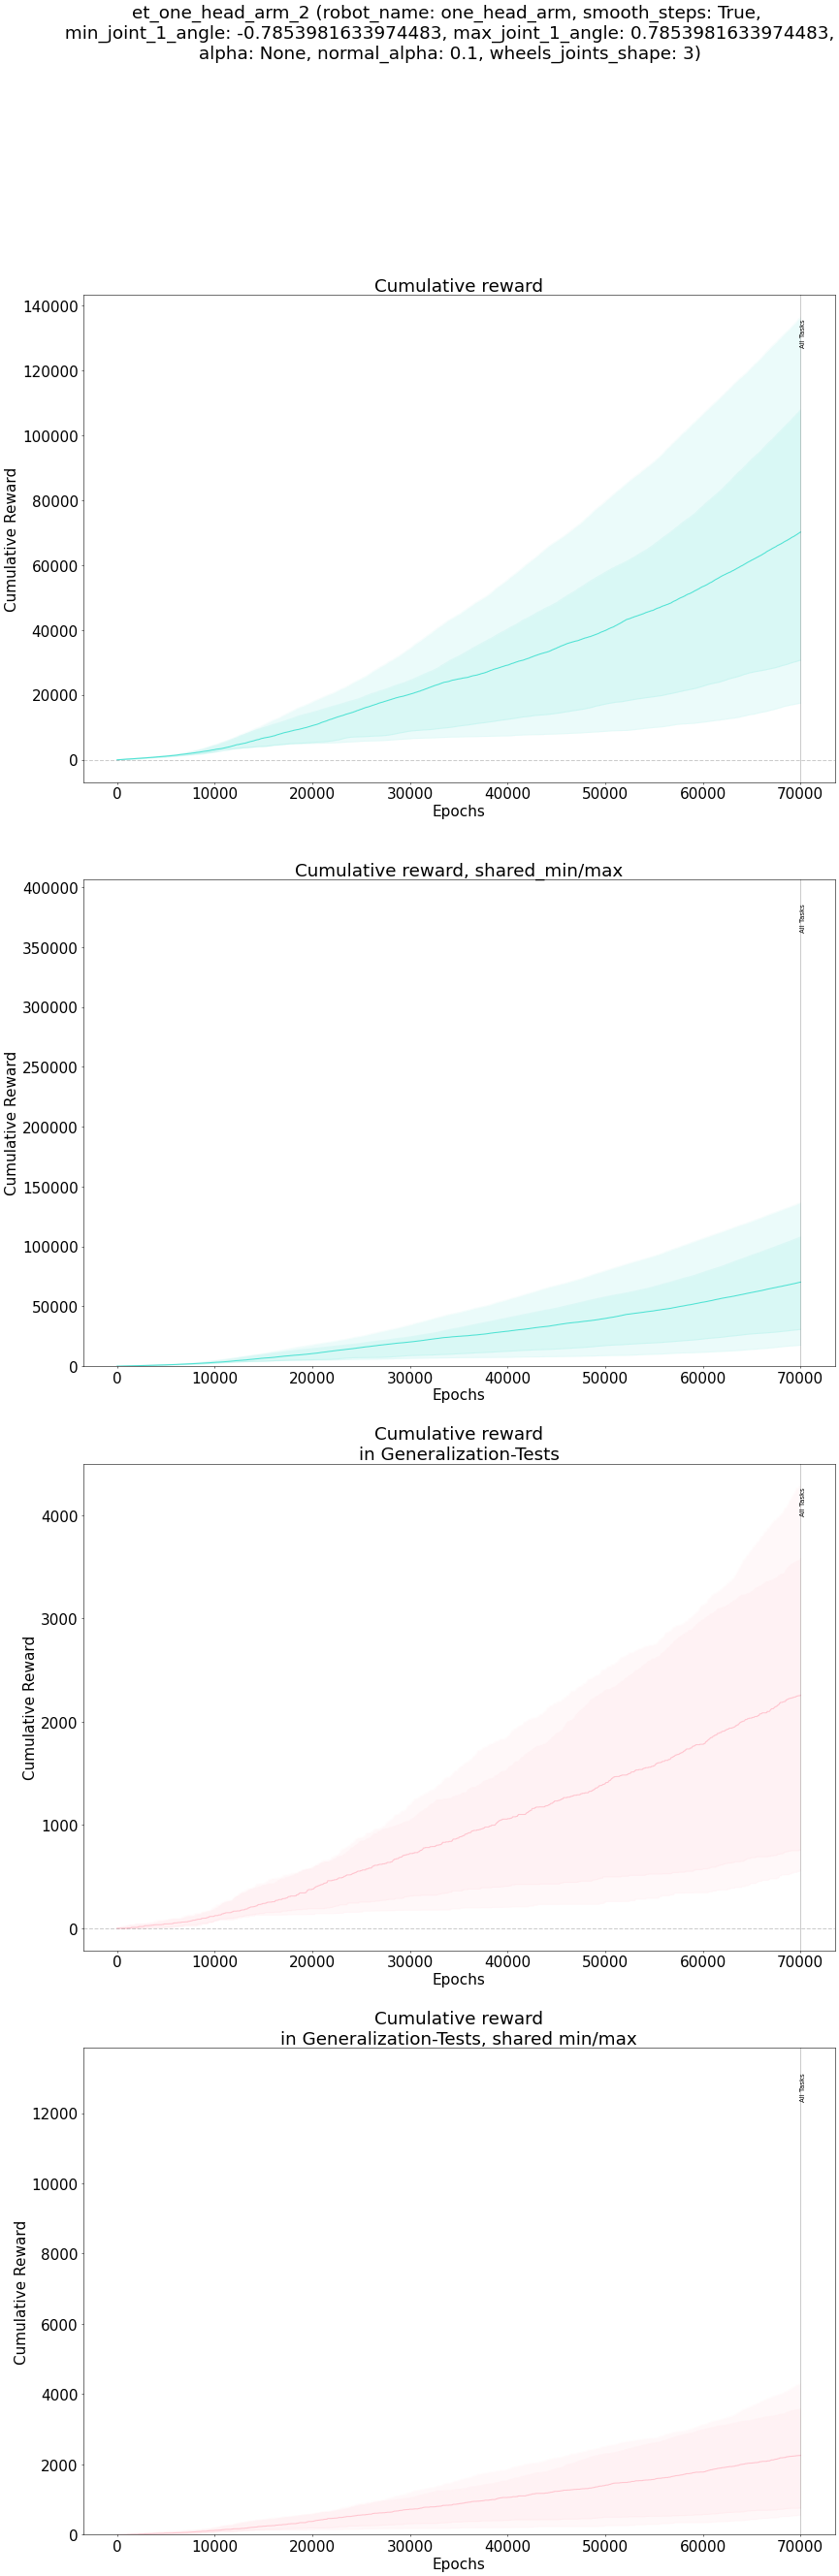 et_one_head_arm_2 (robot_name: one_head_arm, smooth_steps: True,
min_joint_1_angle: -0.7853981633974483, max_joint_1_angle: 0.7853981633974483,
alpha: None, normal_alpha: 0.1, wheels_joints_shape: 3)
Cumulative reward
140000
120000
100000
80000
60000
40000
20000
0
Cumulative Reward
All Tasks
0 10000 20000 30000 40000 50000 60000 70000
Epochs
Cumulative reward, shared_min/max
400000
350000
300000
250000
200000
150000
100000
50000
0
Cumulative Reward
All Tasks
0 10000 20000 30000 40000 50000 60000 70000
Epochs
Cumulative reward
in Generalization-Tests
4000
3000
2000
1000
0
Cumulative Reward
All Tasks
0 10000 20000 30000 40000 50000 60000 70000
Epochs
Cumulative reward
in Generalization-Tests, shared min/max
12000
10000
8000
6000
4000
2000
0
Cumulative Reward
All Tasks
0 10000 20000 30000 40000 50000 60000 70000
Epochs